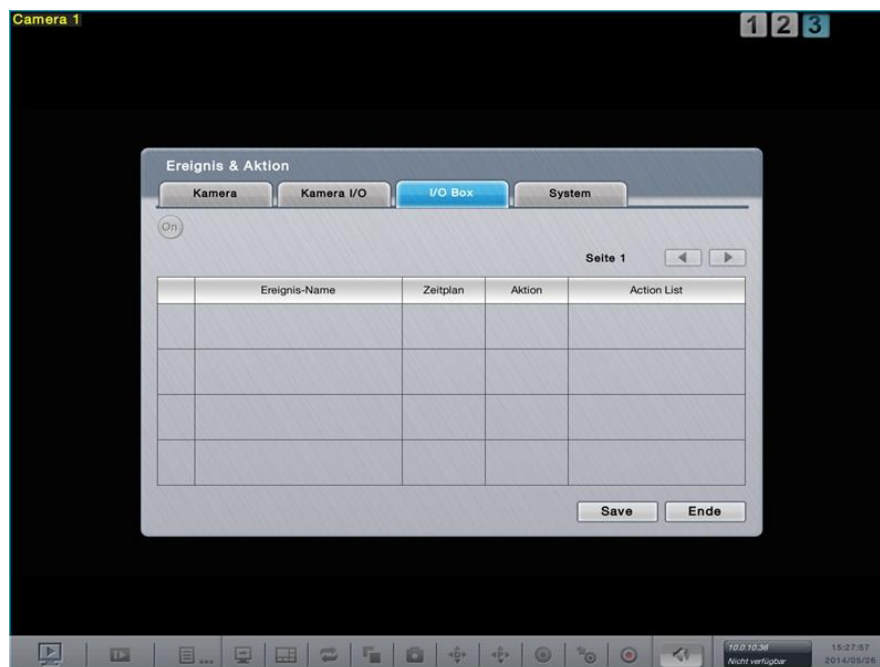 Camera 1
1 2 3
Ereignis & Aktion
Kamera Kamera I/O I/O Box System
On
Seite 1
Ereignis-Name Zeitplan Aktion Action List
Save Ende
10.0.10.36 15:27:57
Nicht verfügbar 2014/05/26